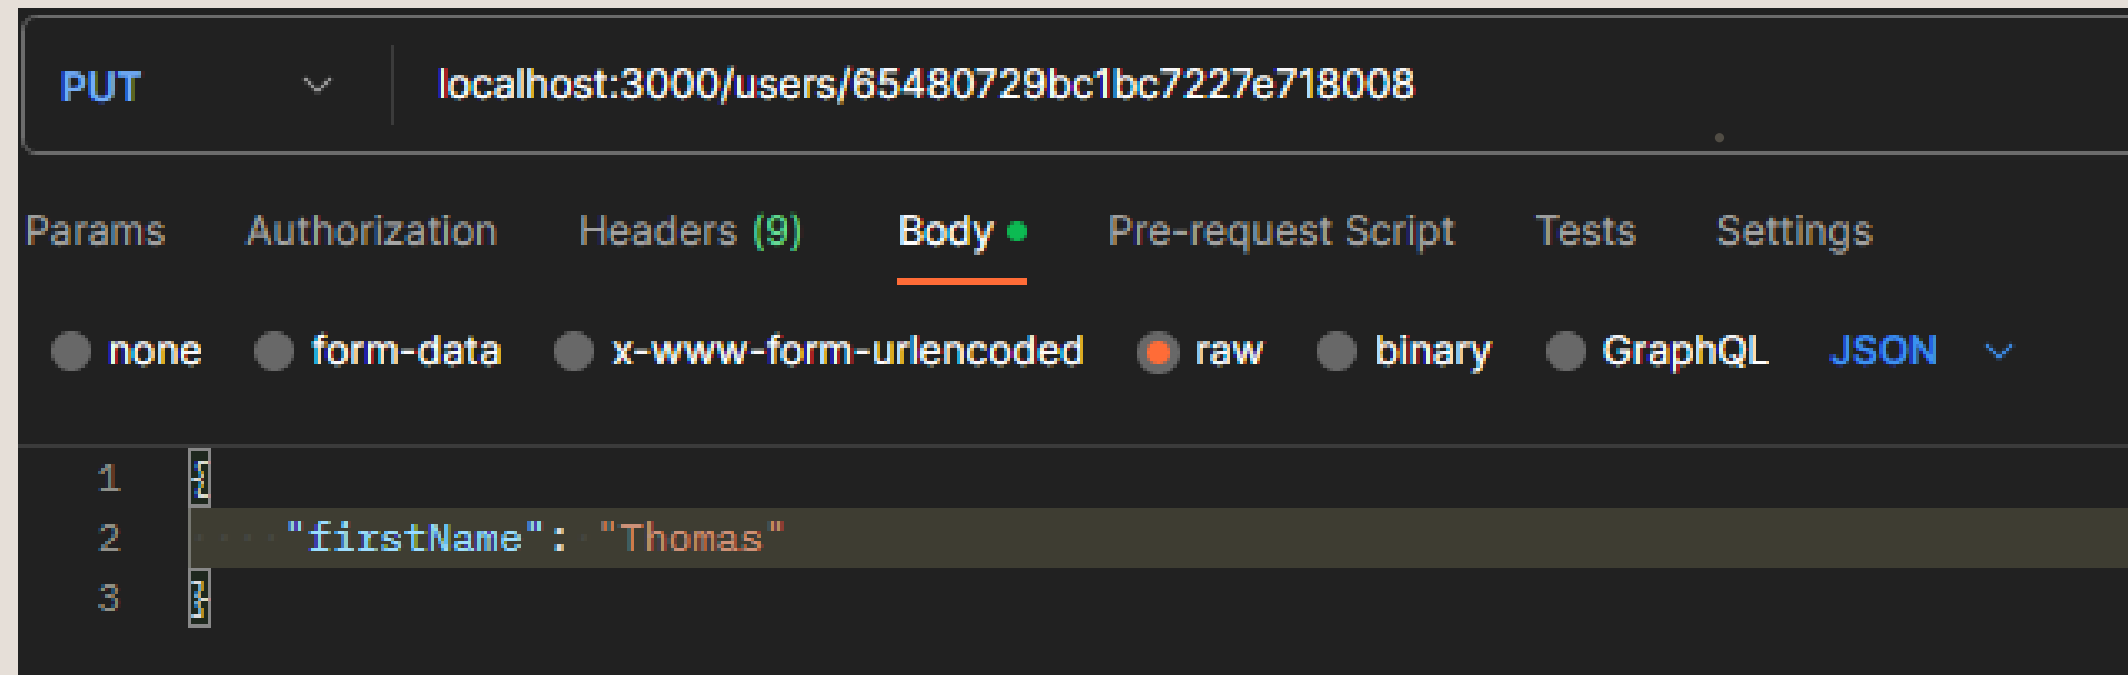 PUT localhost:3000/users/65480729bc1bc7227e718008
Params Authorization Headers (9) Body Pre-request Script Tests Settings
none form-data x-www-form-urlencoded raw binary GraphQL JSON
1 {
2 "firstName": "Thomas"
3 }